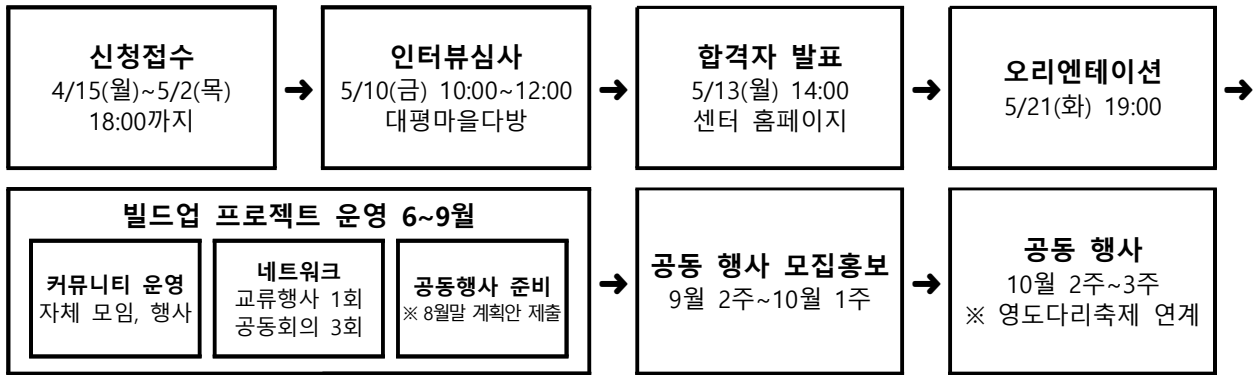 신청접수
4/15(월)~5/2(목)
18:00까지
➜
인터뷰심사
5/10(금) 10:00~12:00
대평마을다방
➜
합격자 발표
5/13(월) 14:00
센터 홈페이지
➜
오리엔테이션
5/21(화) 19:00
➜
빌드업 프로젝트 운영 6~9월
커뮤니티 운영
자체 모임, 행사
네트워크
교류행사 1회
공동회의 3회
공동행사 준비
※ 8월말 계획안 제출
➜
공동 행사 모집홍보
9월 2주~10월 1주
➜
공동 행사
10월 2주~3주
※ 영도다리축제 연계